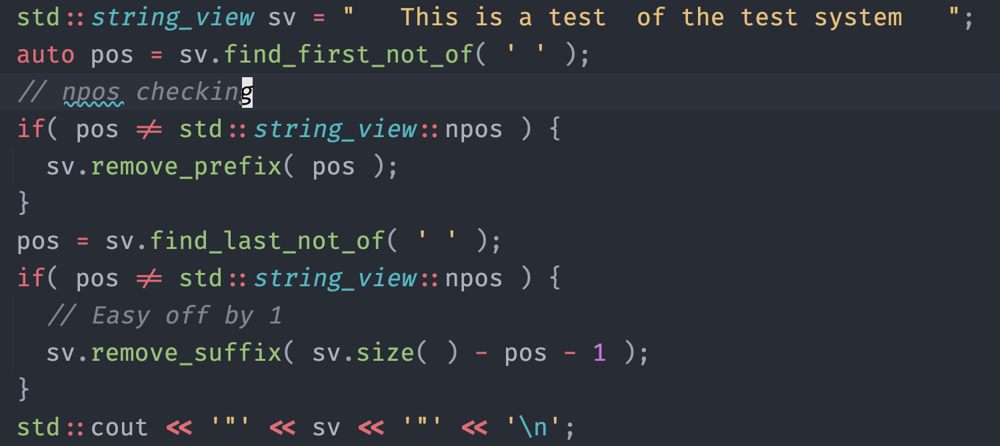 std::string_view sv = "   This is a test  of the test system   ";
auto pos = sv.find_first_not_of( ' ' );
// npos checking
if( pos != std::string_view::npos ) {
  sv.remove_prefix( pos );
}
pos = sv.find_last_not_of( ' ' );
if( pos != std::string_view::npos ) {
  // Easy off by 1
  sv.remove_suffix( sv.size( ) - pos - 1 );
}
std::cout << '"' << sv << '"' << '\n';